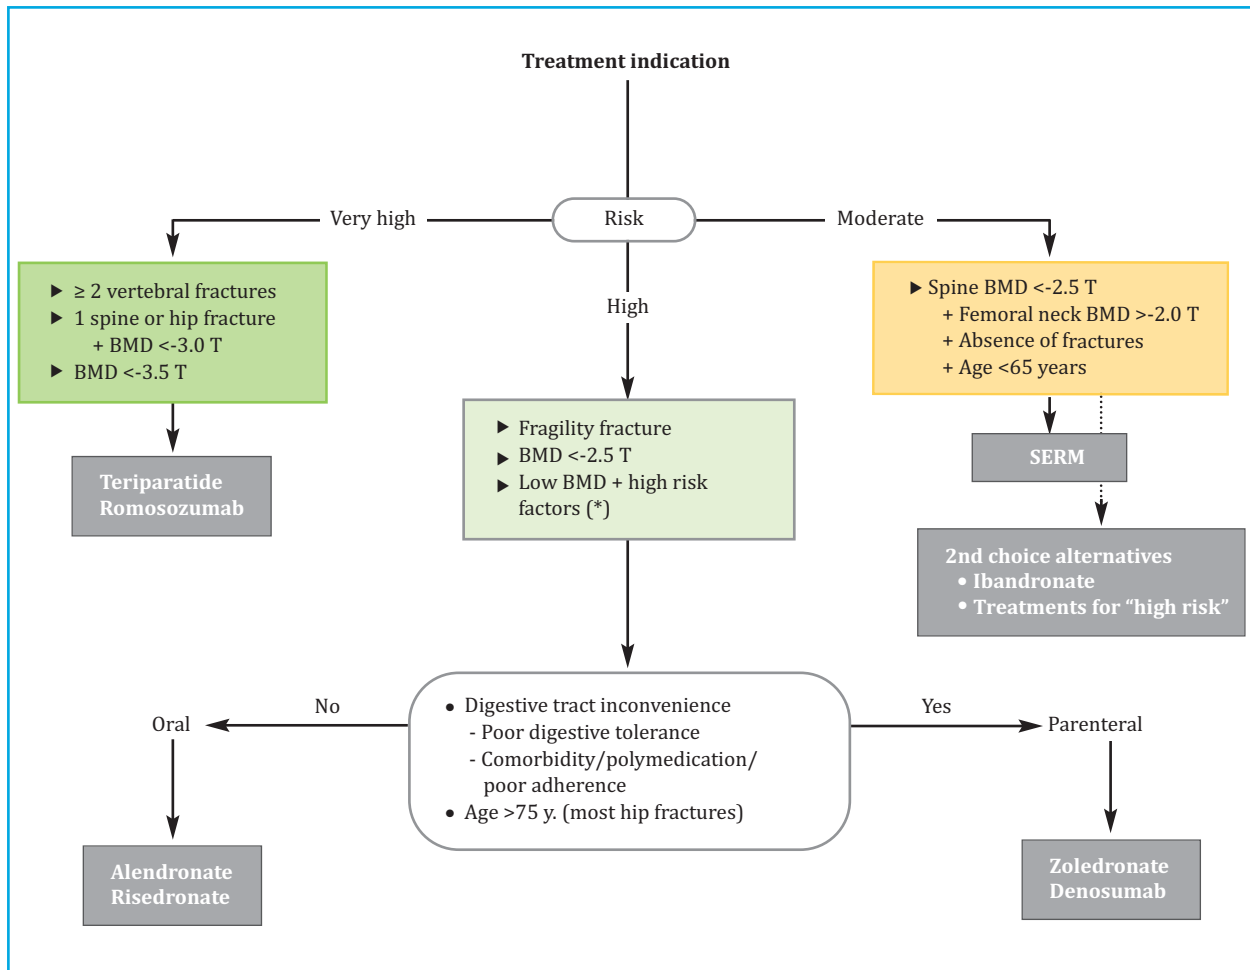 Treatment indication
Very high
Risk
Moderate
► ≥ 2 vertebral fractures
► 1 spine or hip fracture
+ BMD <-3.0 T
► BMD <-3.5 T
High
► Spine BMD <-2.5 T
+ Femoral neck BMD >-2.0 T
+ Absence of fractures
+ Age <65 years
► Fragility fracture
► BMD <-2.5 T
► Low BMD + high risk
factors (*)
Teriparatide
Romosozumab
SERM
2nd choice alternatives
• Ibandronate
• Treatments for “high risk”
• Digestive tract inconvenience
- Poor digestive tolerance
- Comorbidity/polymedication/
poor adherence
• Age >75 y. (most hip fractures)
No
Oral
Yes
Parenteral
Alendronate
Risedronate
Zoledronate
Denosumab